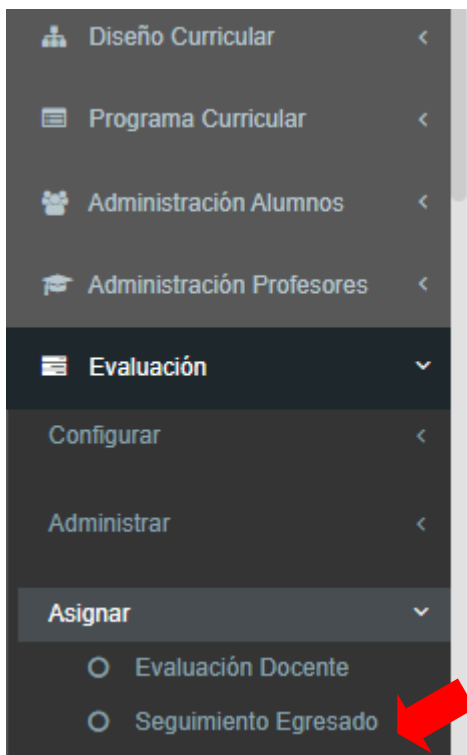 Diseño Curricular
Programa Curricular
Administración Alumnos
Administración Profesores
Evaluación
Configurar
Administrar
Asignar
Evaluación Docente
Seguimiento Egresado